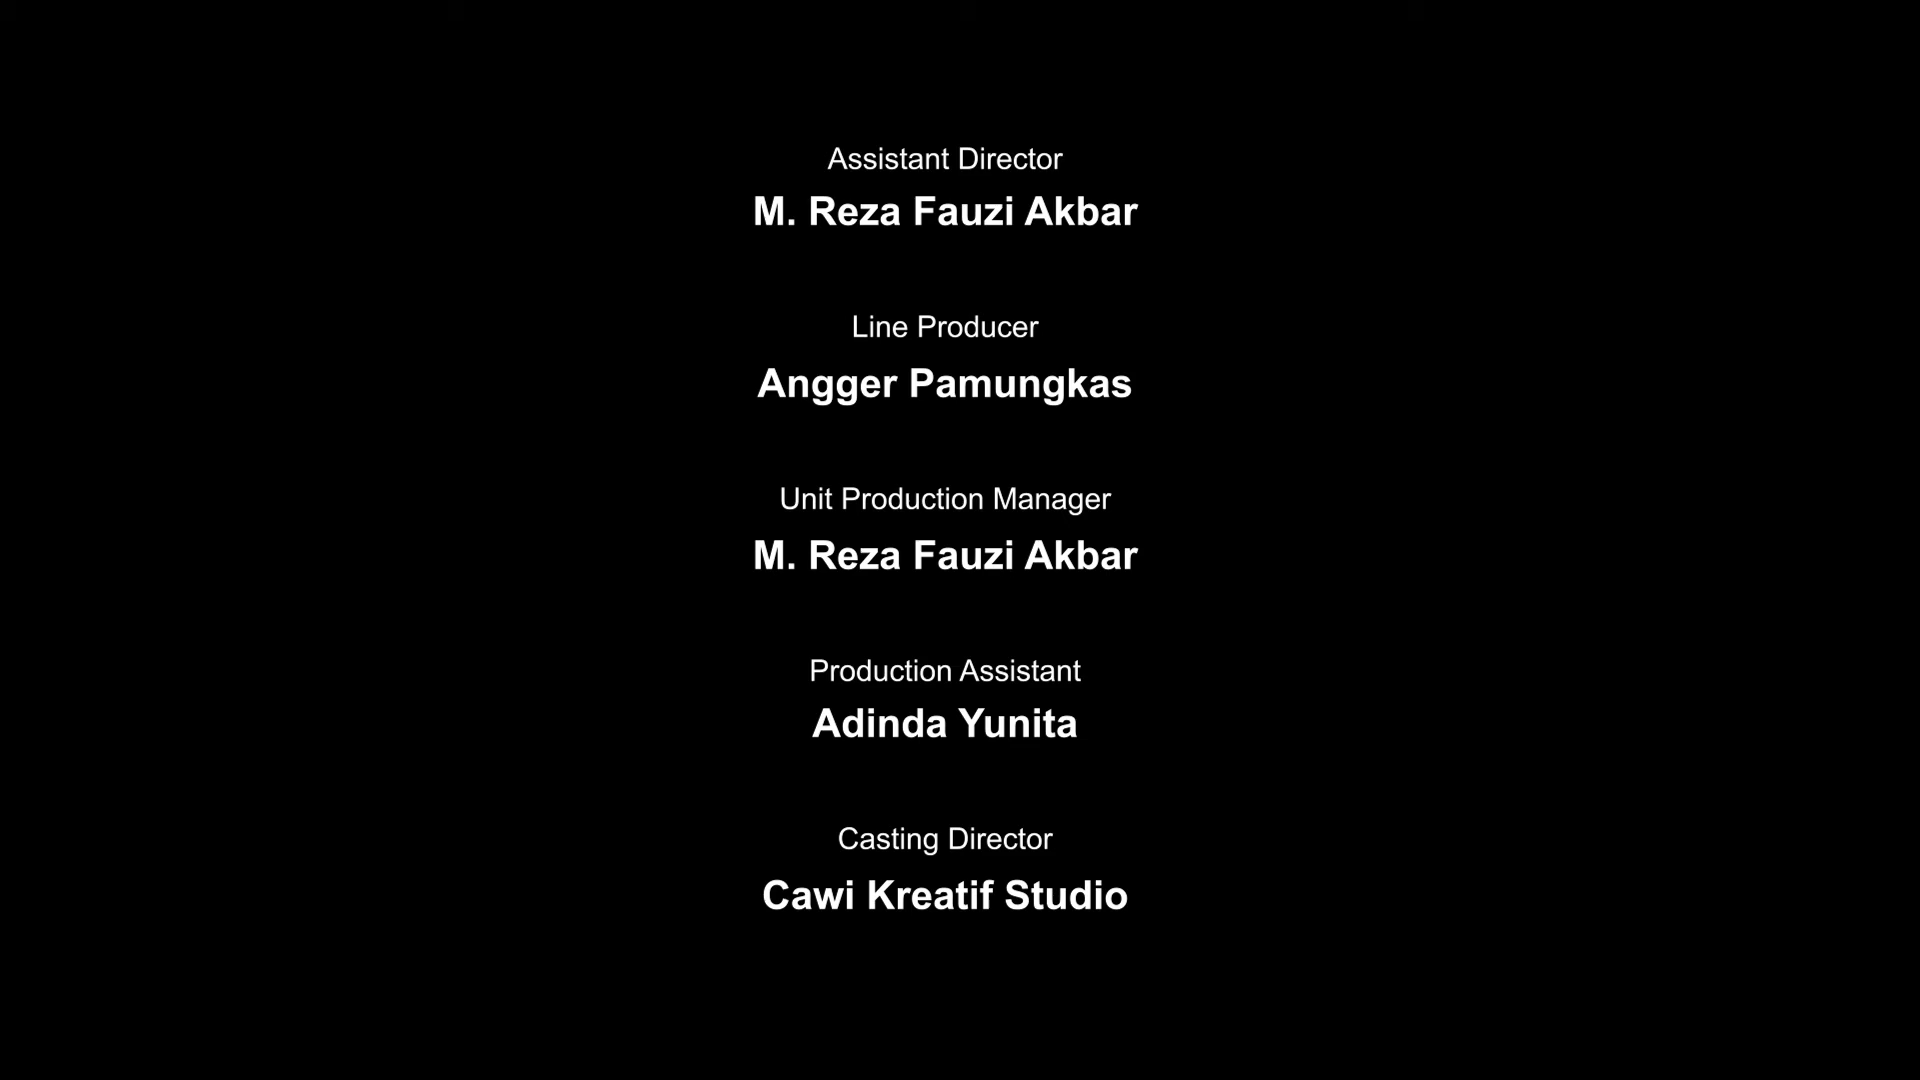 Assistant Director
M. Reza Fauzi Akbar
Line Producer
Angger Pamungkas
Unit Production Manager
M. Reza Fauzi Akbar
Production Assistant
Adinda Yunita
Casting Director
Cawi Kreatif Studio